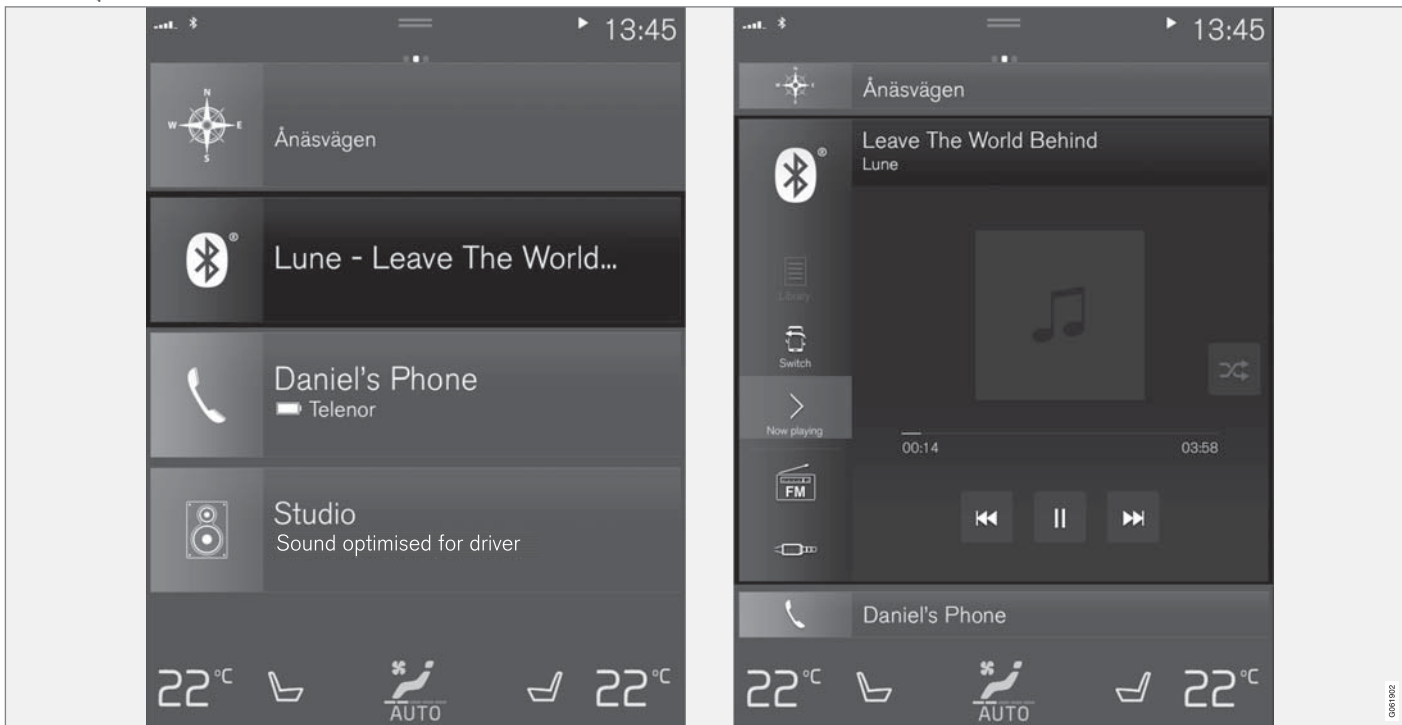 13:45
N
W E
S
Ånäsvägen
®
Lune - Leave The World...
Daniel's Phone
Telenor
Studio
Sound optimised for driver
22°C
AUTO
22°C
13:45
N
W E
S
Ånäsvägen
®
Leave The World Behind
Lune
Library
Switch
Now playing
00:14
03:58
FM
Daniel's Phone
22°C
AUTO
22°C
G061902